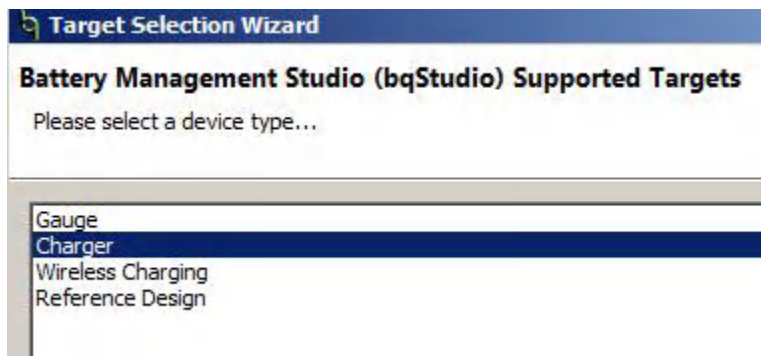 Target Selection Wizard
Battery Management Studio (bqStudio) Supported Targets
Please select a device type...
Gauge
Charger
Wireless Charging
Reference Design